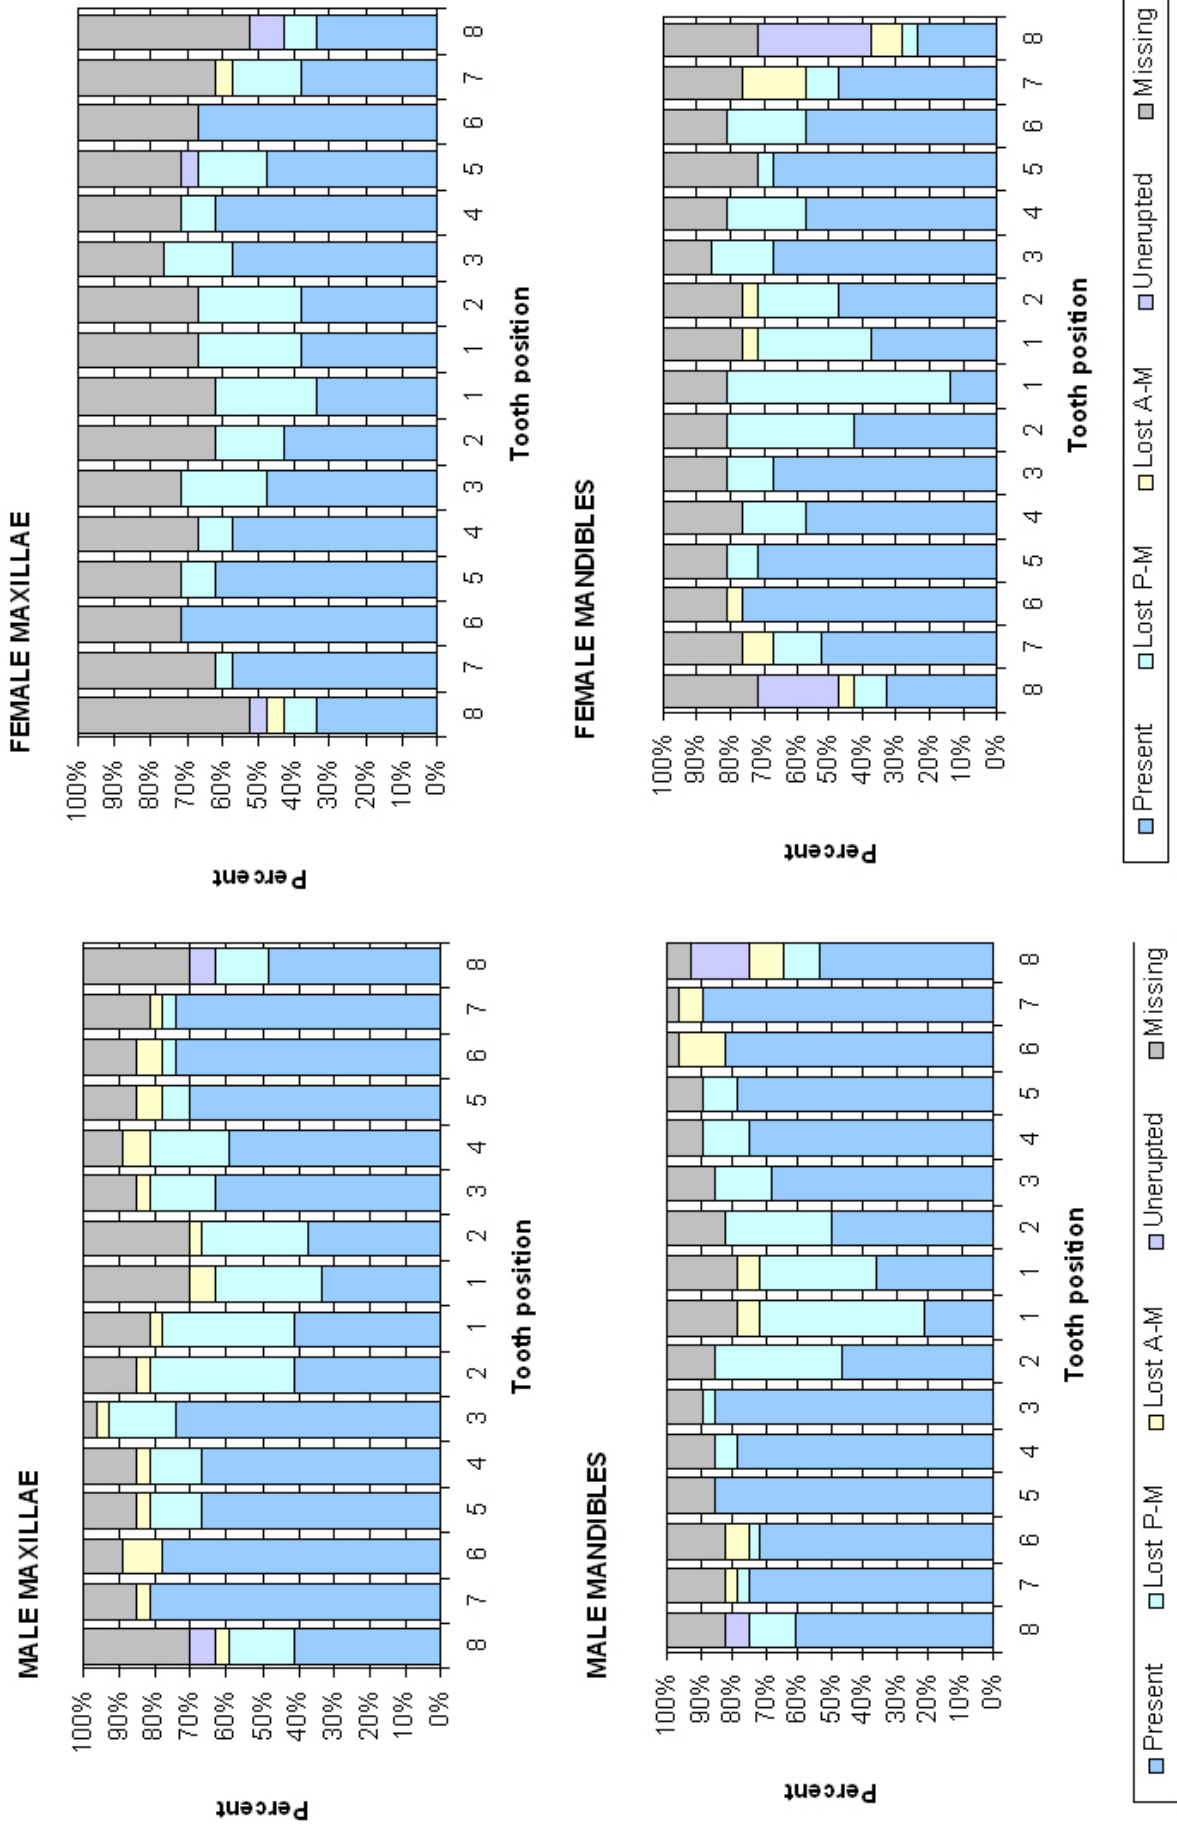 MALE MAXILLAE
Percent
100%
90%
80%
70%
60%
50%
40%
30%
20%
10%
0%
8 7 6 5 4 3 2 1 1 2 3 4 5 6 7 8
Tooth position
FEMALE MAXILLAE
Percent
100%
90%
80%
70%
60%
50%
40%
30%
20%
10%
0%
8 7 6 5 4 3 2 1 1 2 3 4 5 6 7 8
Tooth position
MALE MANDIBLES
Percent
100%
90%
80%
70%
60%
50%
40%
30%
20%
10%
0%
8 7 6 5 4 3 2 1 1 2 3 4 5 6 7 8
Tooth position
Present Lost P-M Lost A-M Unerupted Missing
FEMALE MANDIBLES
Percent
100%
90%
80%
70%
60%
50%
40%
30%
20%
10%
0%
8 7 6 5 4 3 2 1 1 2 3 4 5 6 7 8
Tooth position
Present Lost P-M Lost A-M Unerupted Missing